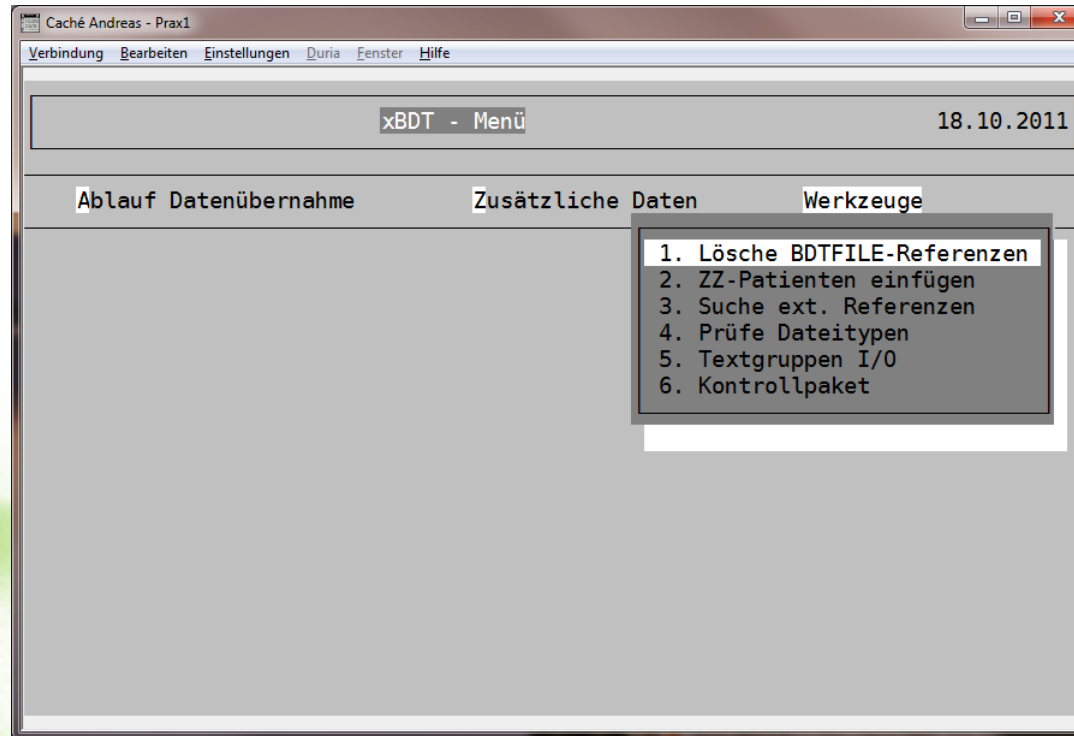 Caché Andreas - Prax1
Verbindung Bearbeiten Einstellungen Duria Fenster Hilfe
xBDT - Menü 18.10.2011
Ablauf Datenübernahme Zusätzliche Daten Werkzeuge
1. Lösche BDTFILE-Referenzen
2. ZZ-Patienten einfügen
3. Suche ext. Referenzen
4. Prüfe Dateitypen
5. Textgruppen I/O
6. Kontrollpaket